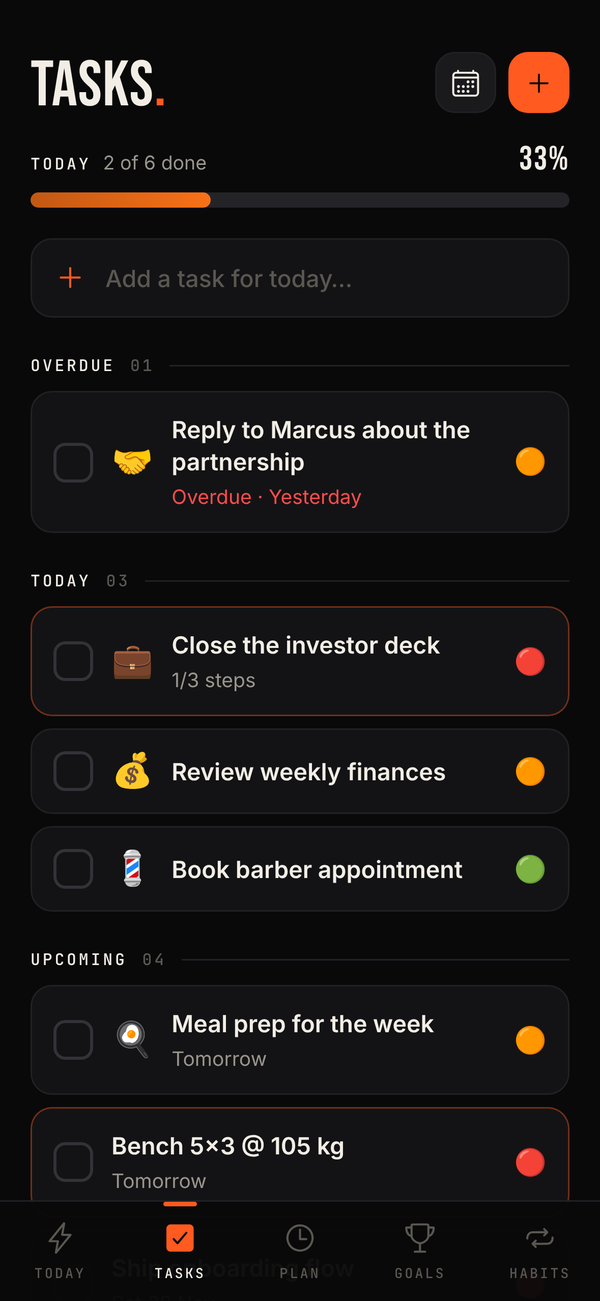 TASKS.
TODAY 2 of 6 done 33%
Add a task for today...
OVERDUE 01
Reply to Marcus about the
partnership
Overdue · Yesterday
TODAY 03
Close the investor deck
1/3 steps
Review weekly finances
Book barber appointment
UPCOMING 04
Meal prep for the week
Tomorrow
Bench 5×3 @ 105 kg
Tomorrow
TODAY TASKS PLAN GOALS HABITS